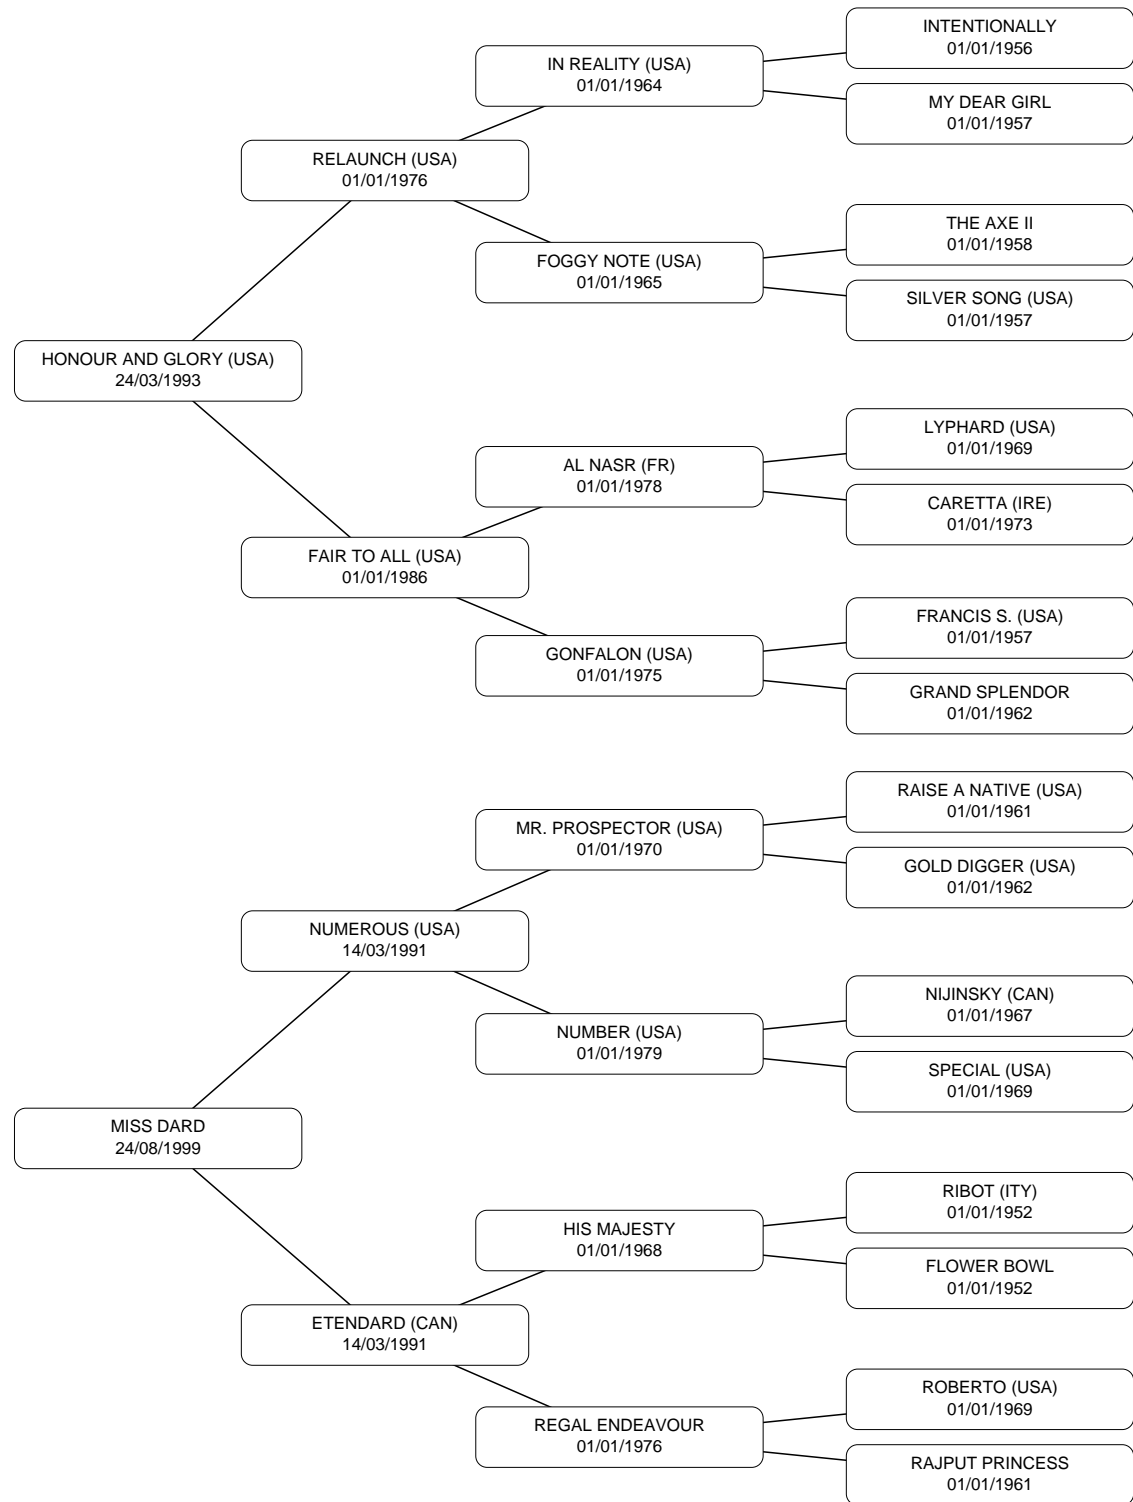 INTENTIONALLY
01/01/1956
IN REALITY (USA)
01/01/1964
MY DEAR GIRL
01/01/1957
RELAUNCH (USA)
01/01/1976
THE AXE II
01/01/1958
FOGGY NOTE (USA)
01/01/1965
SILVER SONG (USA)
01/01/1957
HONOUR AND GLORY (USA)
24/03/1993
LYPHARD (USA)
01/01/1969
AL NASR (FR)
01/01/1978
CARETTA (IRE)
01/01/1973
FAIR TO ALL (USA)
01/01/1986
FRANCIS S. (USA)
01/01/1957
GONFALON (USA)
01/01/1975
GRAND SPLENDOR
01/01/1962
RAISE A NATIVE (USA)
01/01/1961
MR. PROSPECTOR (USA)
01/01/1970
GOLD DIGGER (USA)
01/01/1962
NUMEROUS (USA)
14/03/1991
NIJINSKY (CAN)
01/01/1967
NUMBER (USA)
01/01/1979
SPECIAL (USA)
01/01/1969
MISS DARD
24/08/1999
RIBOT (ITY)
01/01/1952
HIS MAJESTY
01/01/1968
FLOWER BOWL
01/01/1952
ETENDARD (CAN)
14/03/1991
ROBERTO (USA)
01/01/1969
REGAL ENDEAVOUR
01/01/1976
RAJPUT PRINCESS
01/01/1961